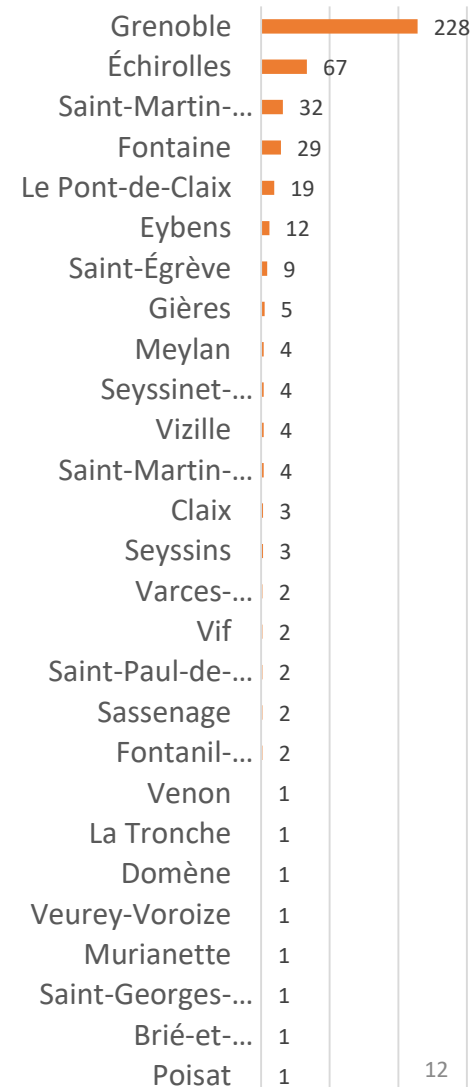 Grenoble 228
Échirolles 67
Saint-Martin-... 32
Fontaine 29
Le Pont-de-Claix 19
Eybens 12
Saint-Égrève 9
Gières 5
Meylan 4
Seyssinet-... 4
Vizille 4
Saint-Martin-... 4
Claix 3
Seyssins 3
Varces-... 2
Vif 2
Saint-Paul-de-... 2
Sassenage 2
Fontanil-... 2
Venon 1
La Tronche 1
Domène 1
Veurey-Voroize 1
Murianette 1
Saint-Georges-... 1
Brié-et-... 1
Poisat 1
12